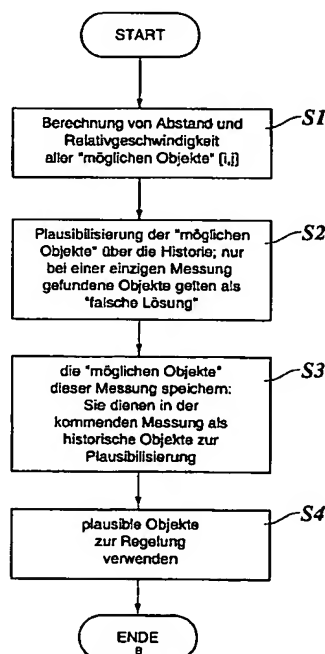 START
Berechnung von Abstand und
Relativgeschwindigkeit
aller "möglichen Objekte" [i,j]
S1
Plausibilisierung der "möglichen
Objekte" über die Historie; nur
bei einer einzigen Messung
gefundene Objekte gelten als
"falsche Lösung"
S2
die "möglichen Objekte"
dieser Messung speichern:
Sie dienen in der
kommenden Messung als
historische Objekte zur
Plausibilisierung
S3
plausible Objekte
zur Regelung
verwenden
S4
ENDE